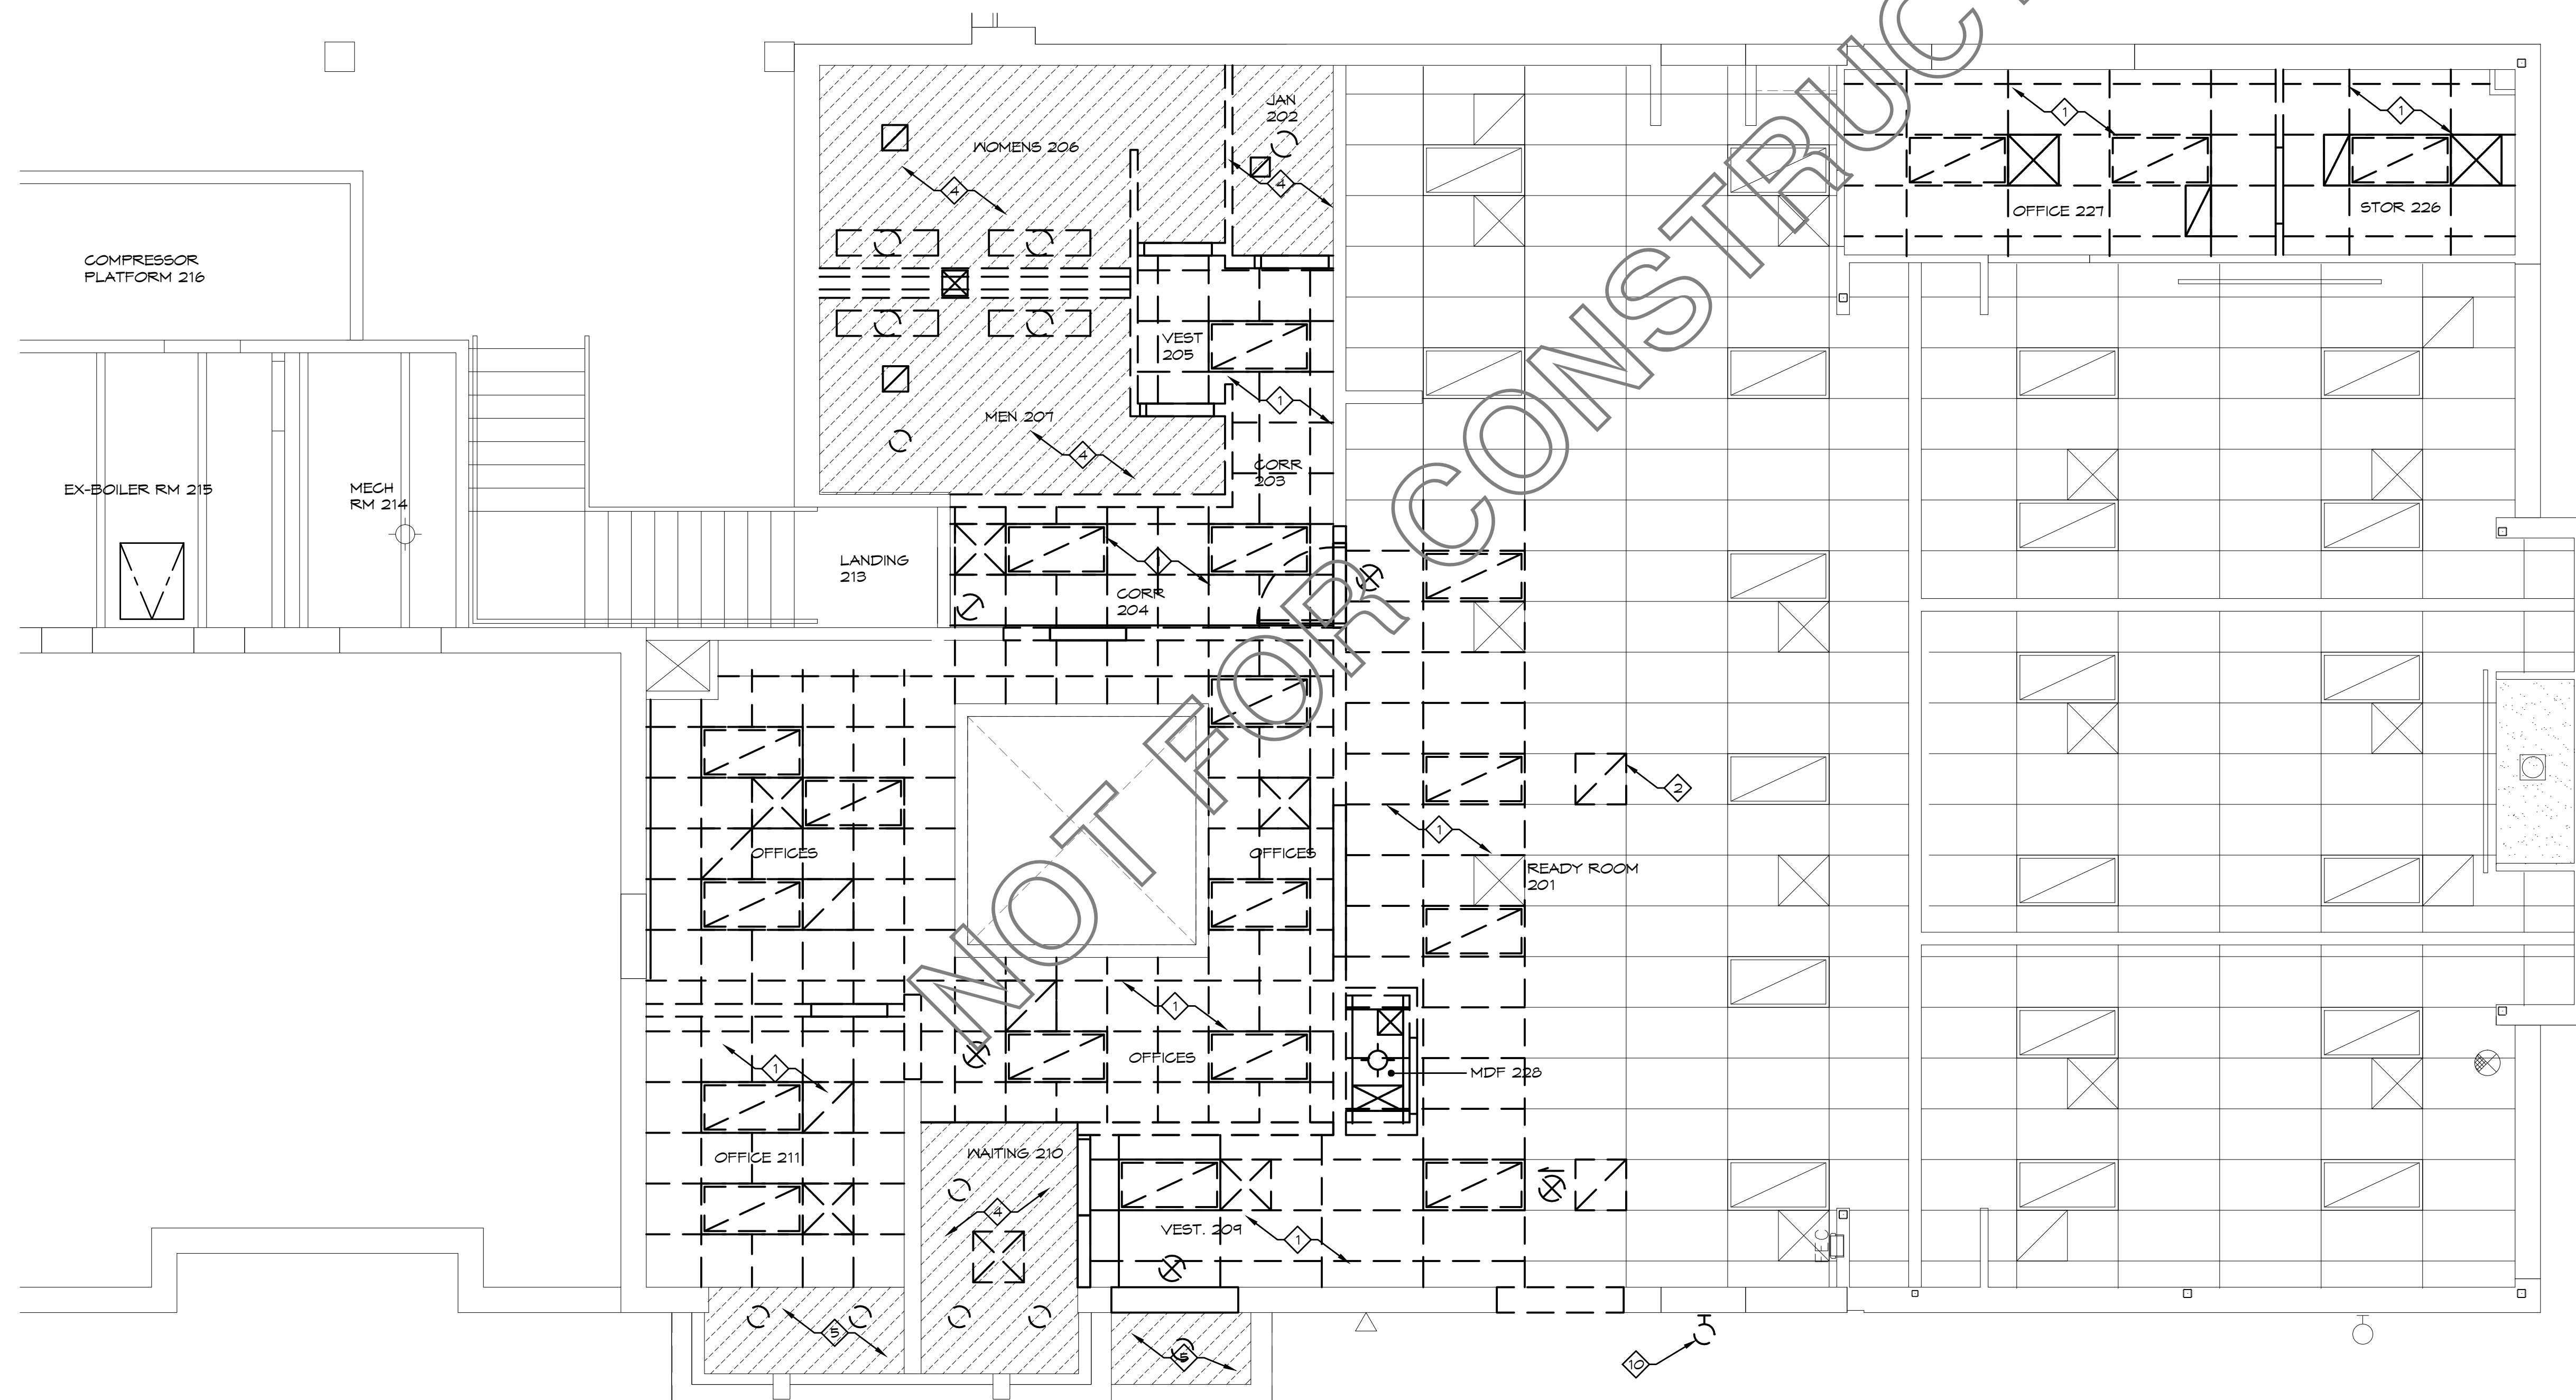 NOT FOR CONSTRUC
JAN
202
WOMENS 206
4
4
1
1
OFFICE 227
STOR 226
COMPRESSOR
PLATFORM 216
VEST
205
1
MEN 207
4
CORR
203
EX-BOILER RM 215
MECH
RM 214
LANDING
213
1
CORR
204
2
1
OFFICES
OFFICES
READY ROOM
201
1
OFFICES
1
MDF 228
OFFICE 211
WAITING 210
4
VEST. 209
1
FEC
5
5
10